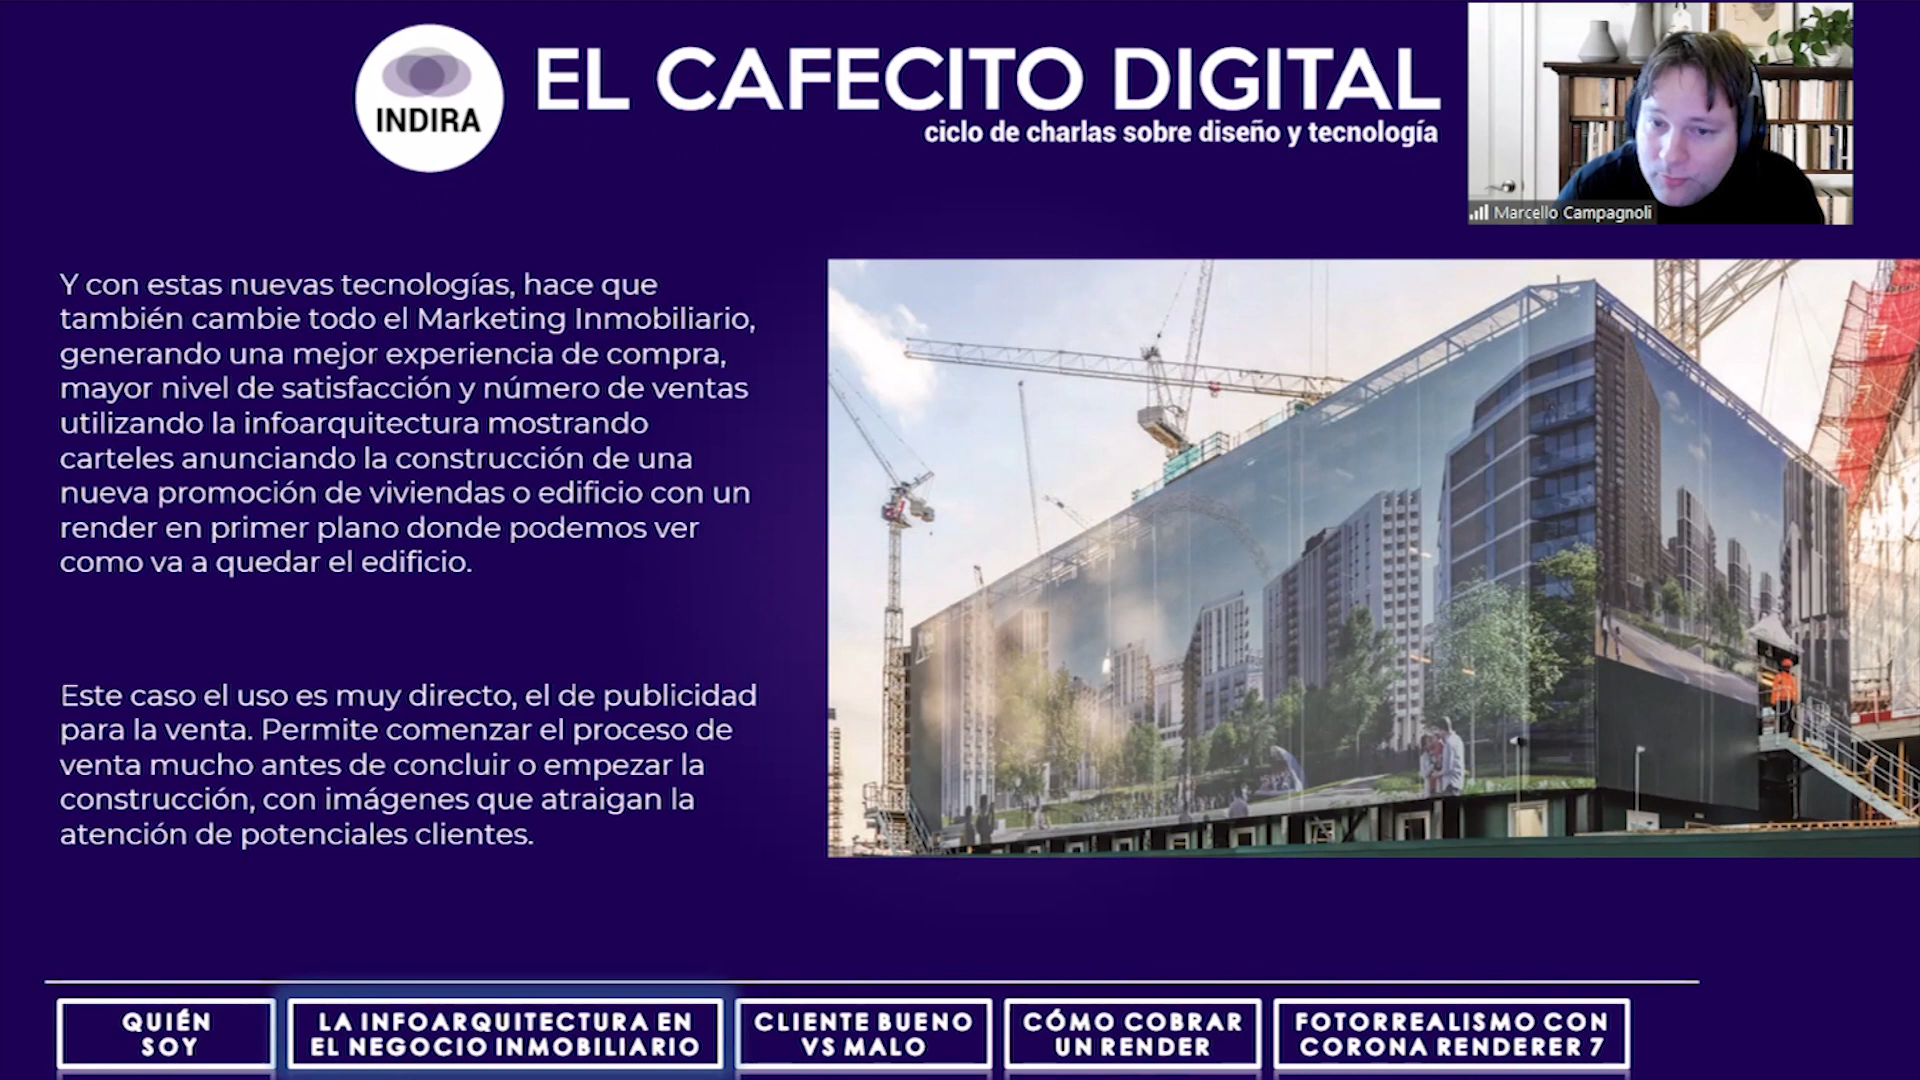 INDIRA
EL CAFECITO DIGITAL
ciclo de charlas sobre diseño y tecnología
Marcello Campagnoli
Y con estas nuevas tecnologías, hace que
también cambie todo el Marketing Inmobiliario,
generando una mejor experiencia de compra,
mayor nivel de satisfacción y número de ventas
utilizando la infoarquitectura mostrando
carteles anunciando la construcción de una
nueva promoción de viviendas o edificio con un
render en primer plano donde podemos ver
como va a quedar el edificio.
Este caso el uso es muy directo, el de publicidad
para la venta. Permite comenzar el proceso de
venta mucho antes de concluir o empezar la
construcción, con imágenes que atraigan la
atención de potenciales clientes.
QUIÉN
SOY
LA INFOARQUITECTURA EN
EL NEGOCIO INMOBILIARIO
CLIENTE BUENO
VS MALO
CÓMO COBRAR
UN RENDER
FOTORREALISMO CON
CORONA RENDERER 7